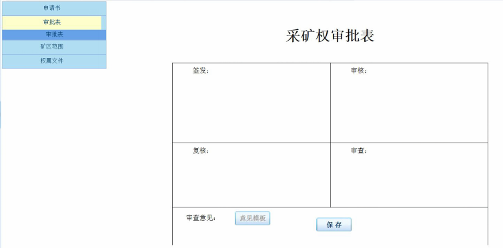 申请书
审批表
审批表
矿区范围
权属文件
采矿权审批表
签发：
审核：
复核：
审查：
审查意见：
意见模板
保存